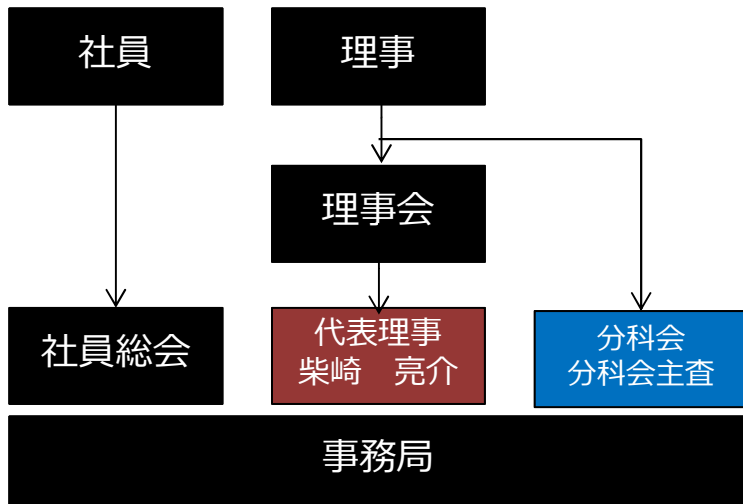 社員
理事
理事会
社員総会
代表理事
柴崎　亮介
分科会
分科会主査
事務局